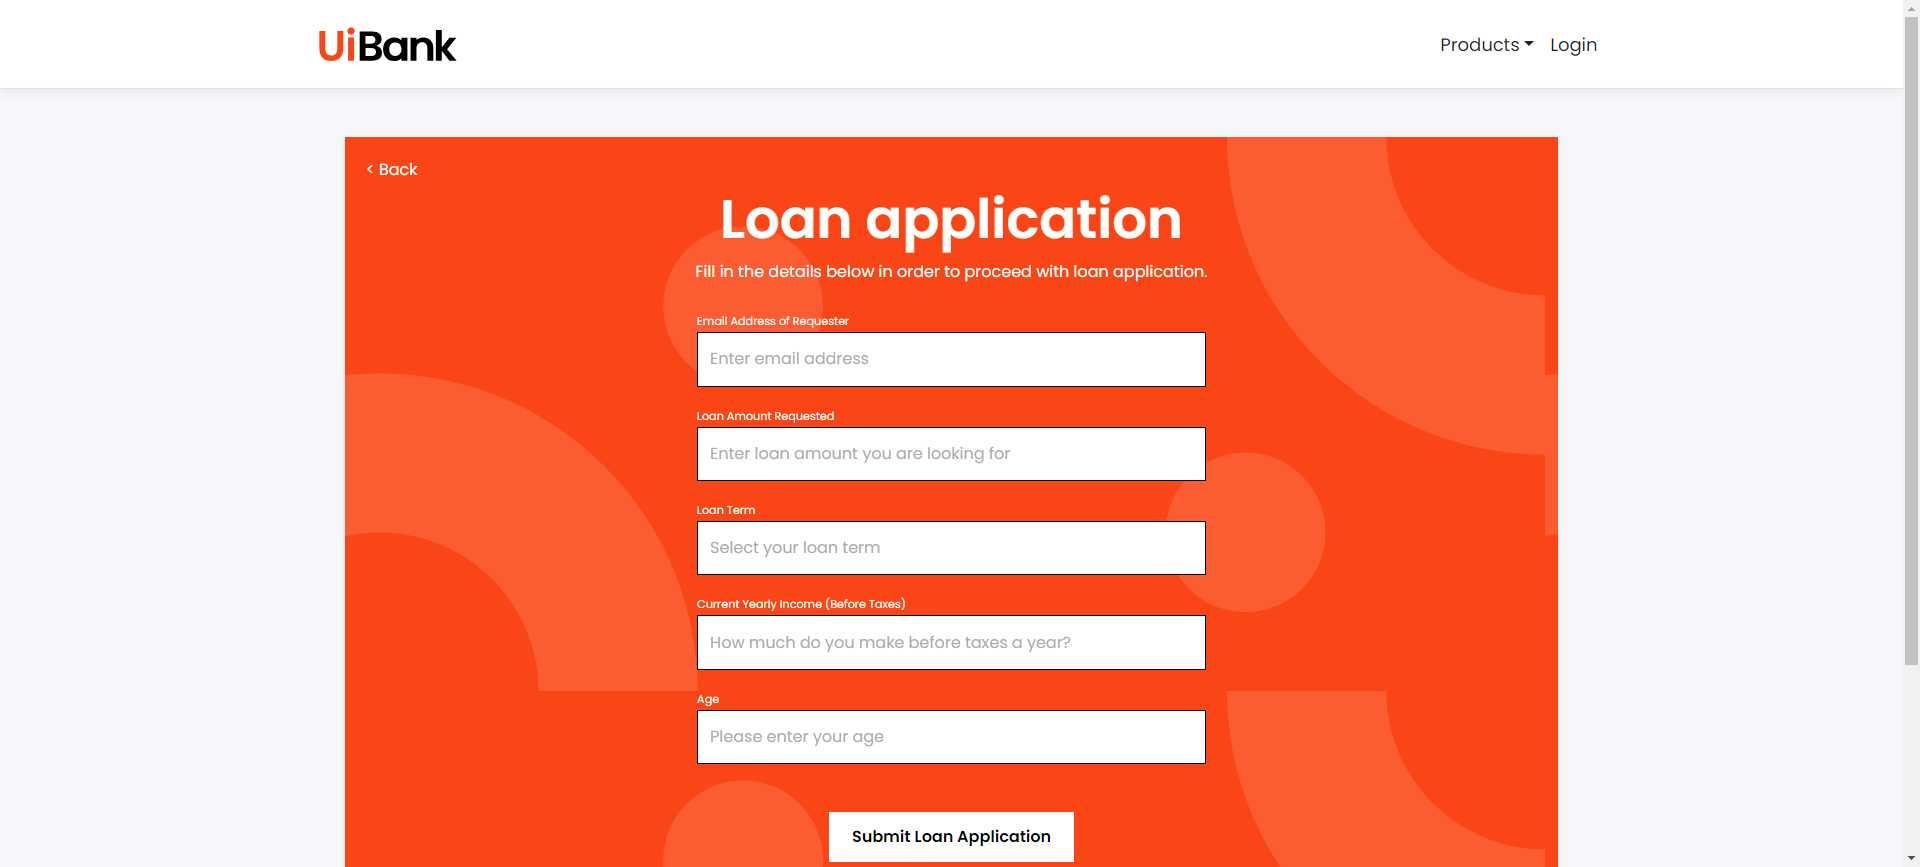 UiBank
Products Login
< Back
Loan application
Fill in the details below in order to proceed with loan application.
Email Address of Requester
Enter email address
Loan Amount Requested
Enter loan amount you are looking for
Loan Term
Select your loan term
Current Yearly Income (Before Taxes)
How much do you make before taxes a year?
Age
Please enter your age
Submit Loan Application